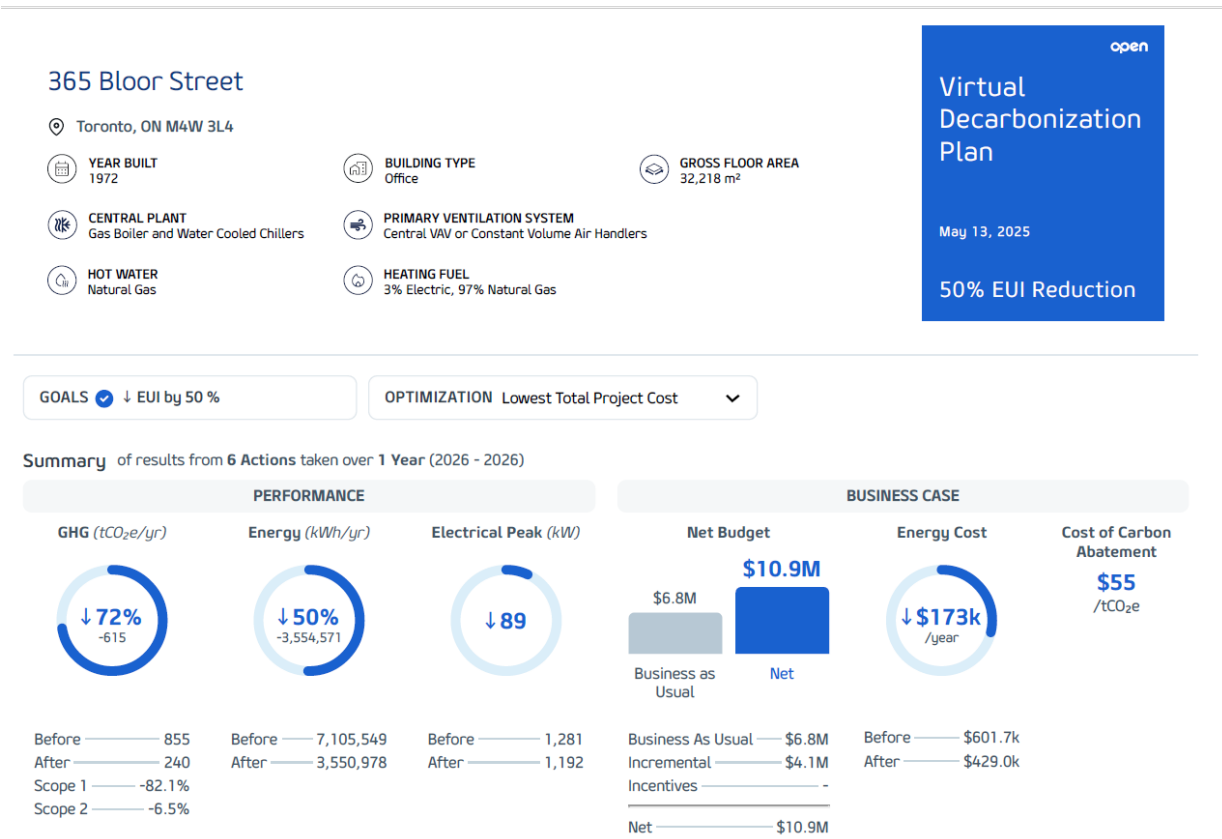 open
Virtual
Decarbonization
Plan
May 13, 2025
50% EUI Reduction
365 Bloor Street
Toronto, ON M4W 3L4
YEAR BUILT
1972
BUILDING TYPE
Office
GROSS FLOOR AREA
32,218 m²
CENTRAL PLANT
Gas Boiler and Water Cooled Chillers
PRIMARY VENTILATION SYSTEM
Central VAV or Constant Volume Air Handlers
HOT WATER
Natural Gas
HEATING FUEL
3% Electric, 97% Natural Gas
GOALS ↓ EUI by 50 %
OPTIMIZATION Lowest Total Project Cost
Summary of results from 6 Actions taken over 1 Year (2026 - 2026)
PERFORMANCE
GHG (tCO₂e/yr)
↓72%
-615
Before 855
After 240
Scope 1 -82.1%
Scope 2 -6.5%
Energy (kWh/yr)
↓50%
-3,554,571
Before 7,105,549
After 3,550,978
Electrical Peak (kW)
↓89
Before 1,281
After 1,192
BUSINESS CASE
Net Budget
$6.8M
$10.9M
Business as
Usual
Net
Business As Usual $6.8M
Incremental $4.1M
Incentives -
Net $10.9M
Energy Cost
↓$173k
/year
Before $601.7k
After $429.0k
Cost of Carbon
Abatement
$55
/tCO₂e